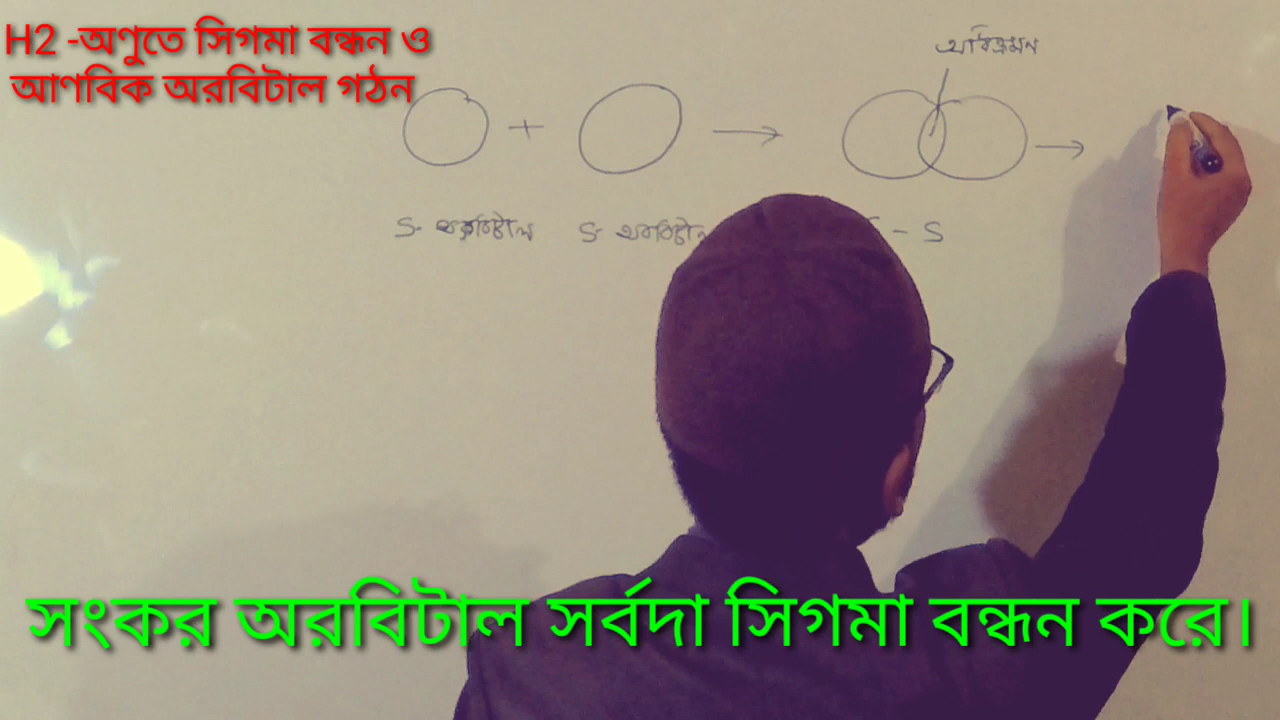 H2 -অণুতে সিগমা বন্ধন ও
আণবিক অরবিটাল গঠন
অধিক্রমন
+
S- অরবিটাল S- অরবিটাল - S
সংকর অরবিটাল সর্বদা সিগমা বন্ধন করে।